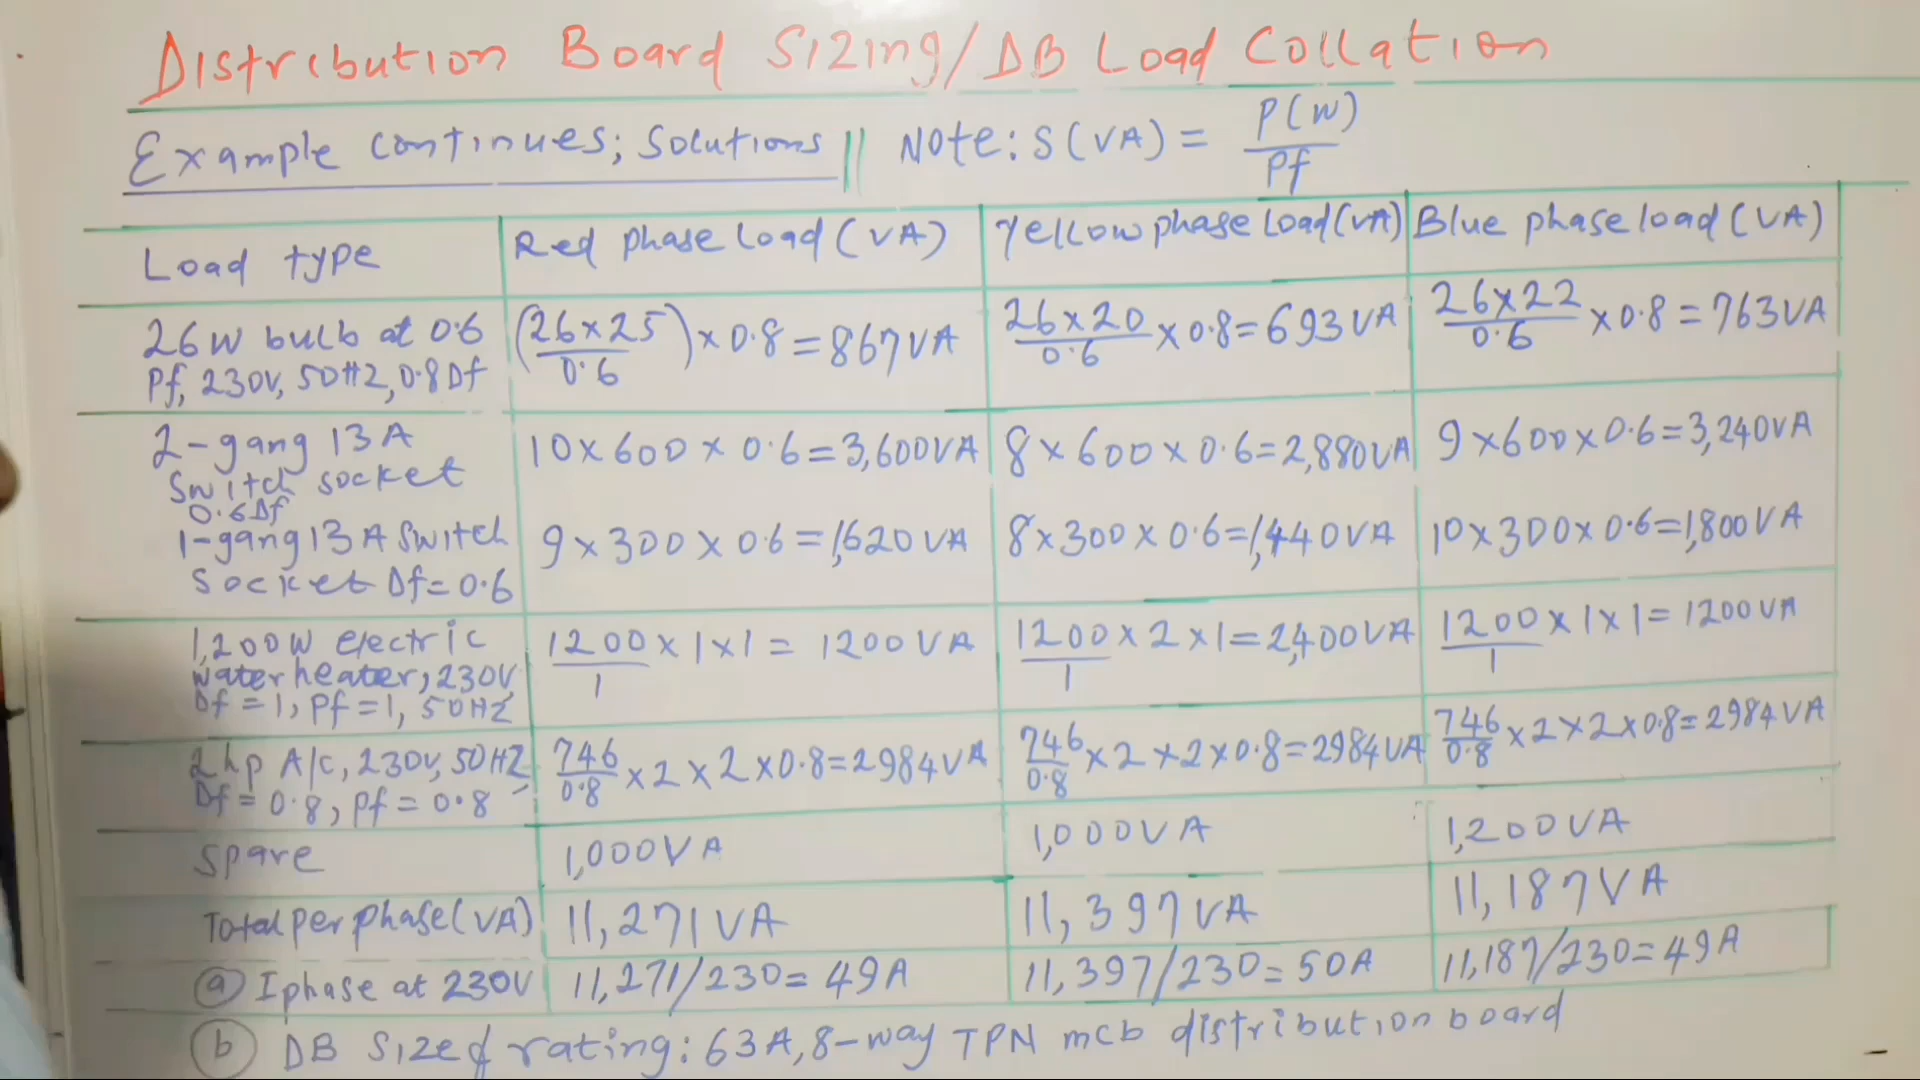 Distribution Board Sizing/DB Load Collation
Example continues; Solutions || Note: S(VA) = P(W)/Pf
Load type | Red phase load (VA) | Yellow phase load (VA) | Blue phase load (VA)
26W bulb at 0.6 | (26x25/0.6) x 0.8 = 867VA | 26x20/0.6 x 0.8 = 693VA | 26x22/0.6 x 0.8 = 763VA
Pf, 230V, 50HZ, 0.8Df
2-gang 13A | 10x600x0.6=3,600VA | 8x600x0.6=2,880VA | 9x600x0.6=3,240VA
Switch socket
0.6Df
1-gang 13A Switch | 9x300x0.6=1,620VA | 8x300x0.6=1,440VA | 10x300x0.6=1,800VA
Socket Df=0.6
1,200W electric | 1200/1 x1x1 = 1200VA | 1200/1 x2x1=2,400VA | 1200/1 x1x1=1200VA
water heater, 230V
Df=1, Pf=1, 50HZ
2hp A/C, 230V, 50HZ, | 746/0.8 x2x2x0.8=2984VA | 746/0.8 x2x2x0.8=2984VA | 746/0.8 x2x2x0.8=2984VA
Df=0.8, Pf=0.8
Spare | 1,000VA | 1,000VA | 1,200VA
Total per phase(VA) | 11,271VA | 11,397VA | 11,187VA
(a) I phase at 230V | 11,271/230=49A | 11,397/230=50A | 11,187/230=49A
(b) DB Size & rating: 63A, 8-way TPN mcb distribution board